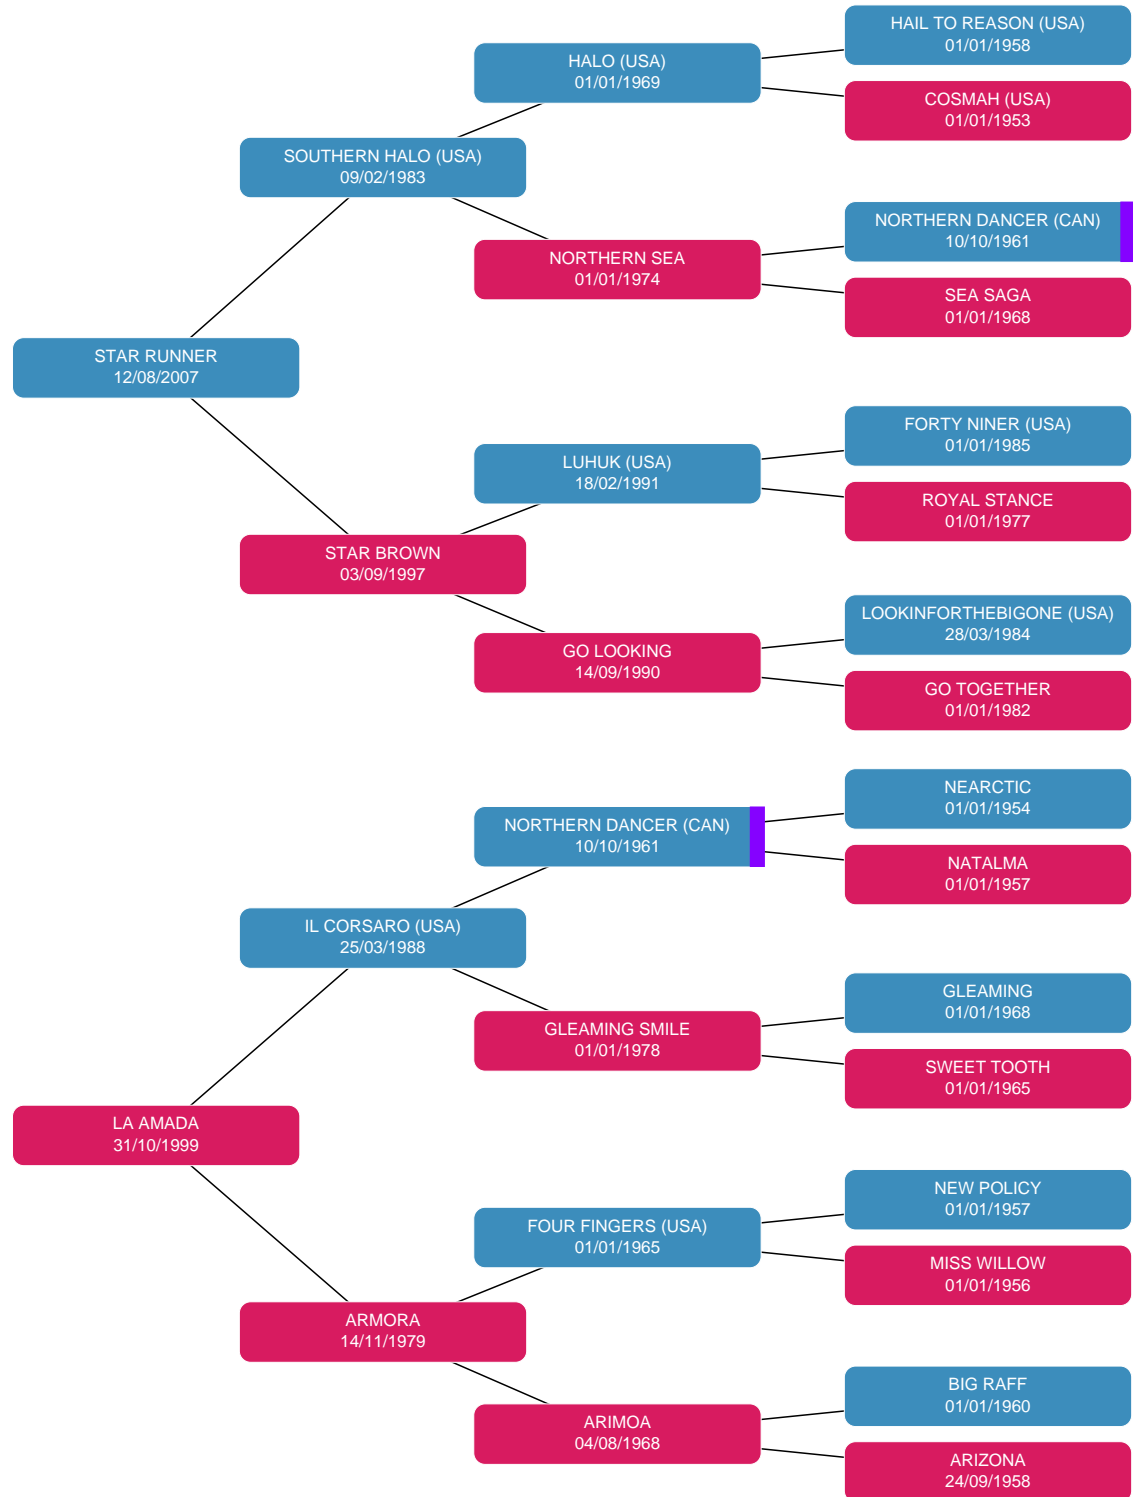 HAIL TO REASON (USA)
01/01/1958
HALO (USA)
01/01/1969
COSMAH (USA)
01/01/1953
SOUTHERN HALO (USA)
09/02/1983
NORTHERN DANCER (CAN)
10/10/1961
NORTHERN SEA
01/01/1974
SEA SAGA
01/01/1968
STAR RUNNER
12/08/2007
FORTY NINER (USA)
01/01/1985
LUHUK (USA)
18/02/1991
ROYAL STANCE
01/01/1977
STAR BROWN
03/09/1997
LOOKINFORTHEBIGONE (USA)
28/03/1984
GO LOOKING
14/09/1990
GO TOGETHER
01/01/1982
NEARCTIC
01/01/1954
NORTHERN DANCER (CAN)
10/10/1961
NATALMA
01/01/1957
IL CORSARO (USA)
25/03/1988
GLEAMING
01/01/1968
GLEAMING SMILE
01/01/1978
SWEET TOOTH
01/01/1965
LA AMADA
31/10/1999
NEW POLICY
01/01/1957
FOUR FINGERS (USA)
01/01/1965
MISS WILLOW
01/01/1956
ARMORA
14/11/1979
BIG RAFF
01/01/1960
ARIMOA
04/08/1968
ARIZONA
24/09/1958